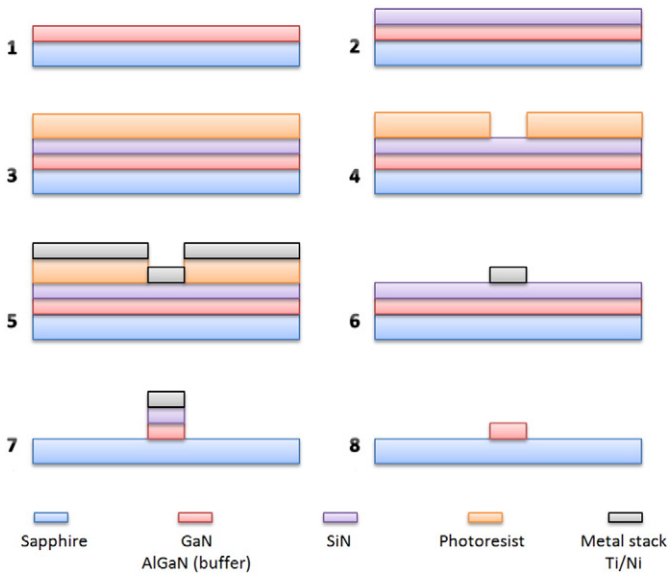 1
2
3
4
5
6
7
8
Sapphire
GaN
AlGaN (buffer)
SiN
Photoresist
Metal stack
Ti/Ni